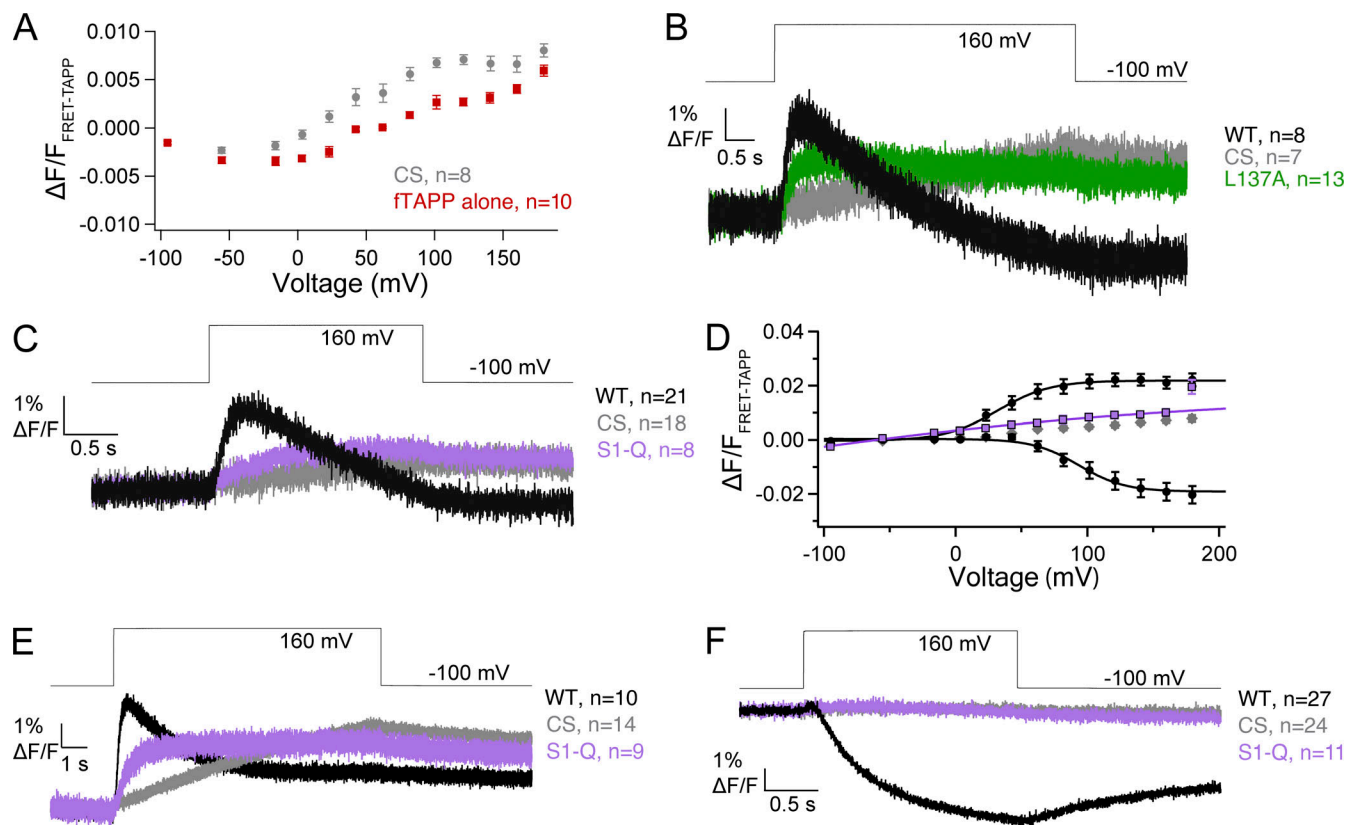 A
0.010
0.005
0.000
-0.005
-0.010
ΔF/F FRET-TAPP
CS, n=8
fTAPP alone, n=10
-100
-50
0
50
100
150
Voltage (mV)
B
160 mV
-100 mV
1%
ΔF/F
0.5 s
WT, n=8
CS, n=7
L137A, n=13
C
160 mV
-100 mV
1%
ΔF/F
0.5 s
WT, n=21
CS, n=18
S1-Q, n=8
D
0.04
0.02
0.00
-0.02
ΔF/F FRET-TAPP
-100
0
100
200
Voltage (mV)
E
160 mV
-100 mV
1%
ΔF/F
1 s
WT, n=10
CS, n=14
S1-Q, n=9
F
160 mV
-100 mV
1%
ΔF/F
0.5 s
WT, n=27
CS, n=24
S1-Q, n=11